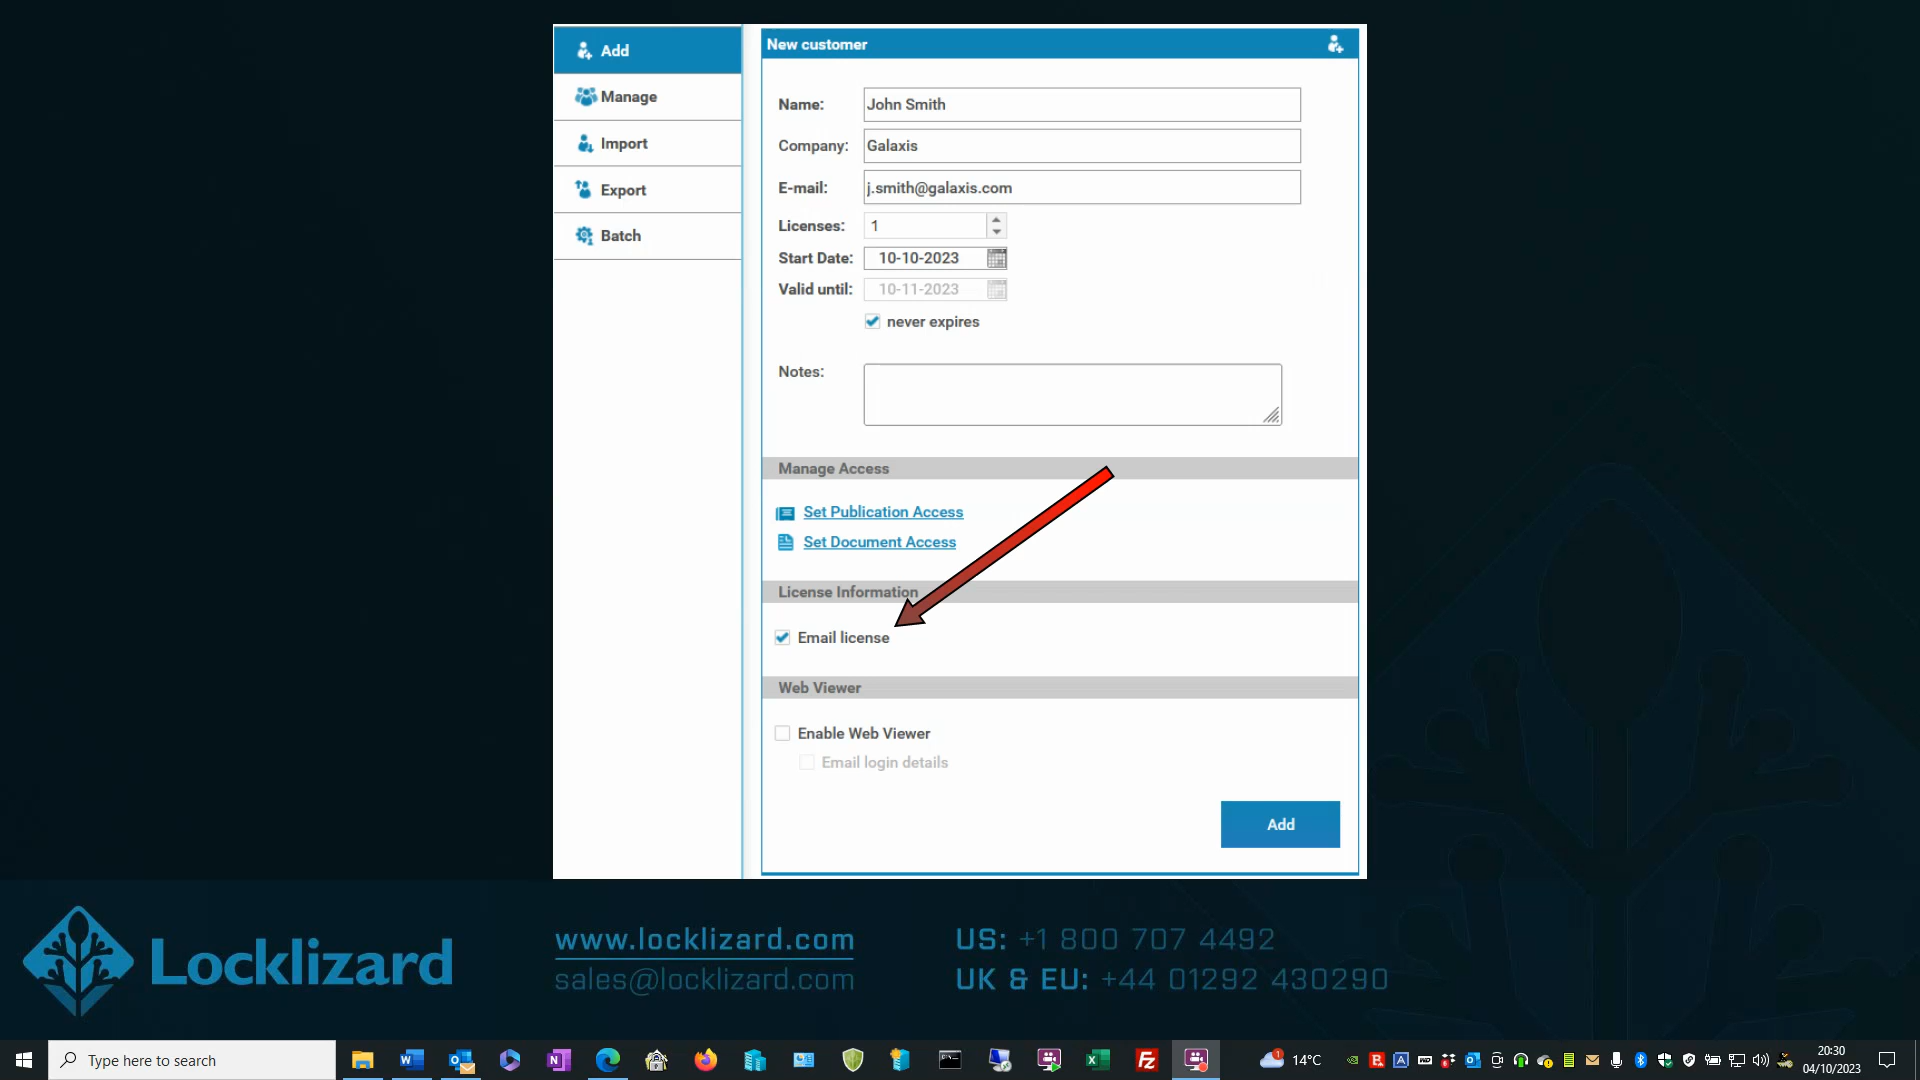 Add
Manage
Import
Export
Batch
New customer
Name: John Smith
Company: Galaxis
E-mail: j.smith@galaxis.com
Licenses: 1
Start Date: 10-10-2023
Valid until: 10-11-2023
never expires
Notes:
Manage Access
Set Publication Access
Set Document Access
License Information
Email license
Web Viewer
Enable Web Viewer
Email login details
Add
Locklizard
www.locklizard.com
sales@locklizard.com
US: +1 800 707 4492
UK & EU: +44 01292 430290
Type here to search
14°C
20:30
04/10/2023